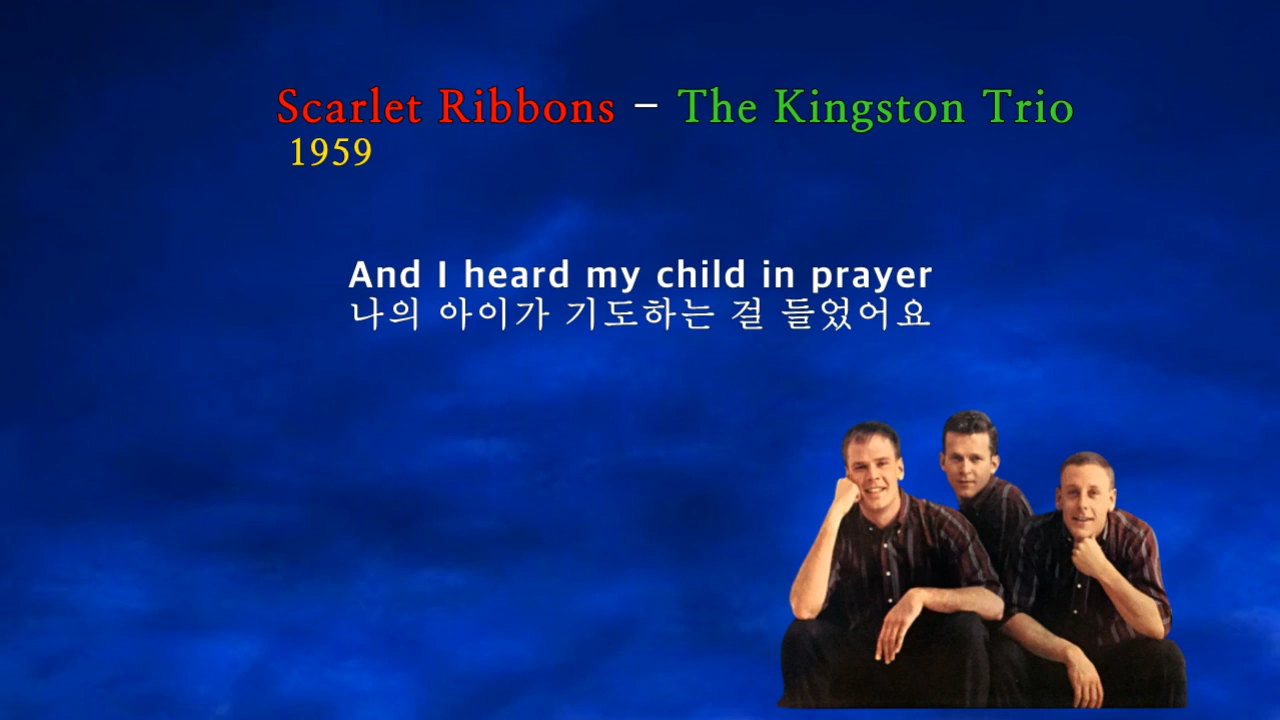 Scarlet Ribbons – The Kingston Trio
1959
And I heard my child in prayer
나의 아이가 기도하는 걸 들었어요